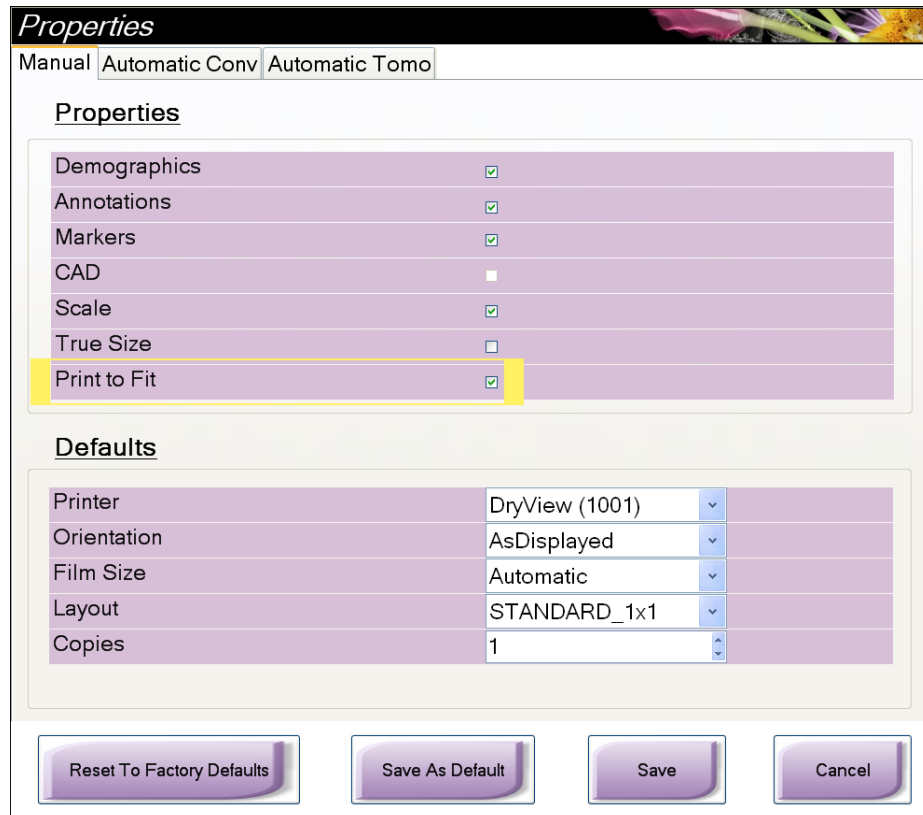 Properties
Manual Automatic Conv Automatic Tomo
Properties
Demographics
Annotations
Markers
CAD
Scale
True Size
Print to Fit
Defaults
Printer DryView (1001)
Orientation AsDisplayed
Film Size Automatic
Layout STANDARD_1x1
Copies 1
Reset To Factory Defaults Save As Default Save Cancel